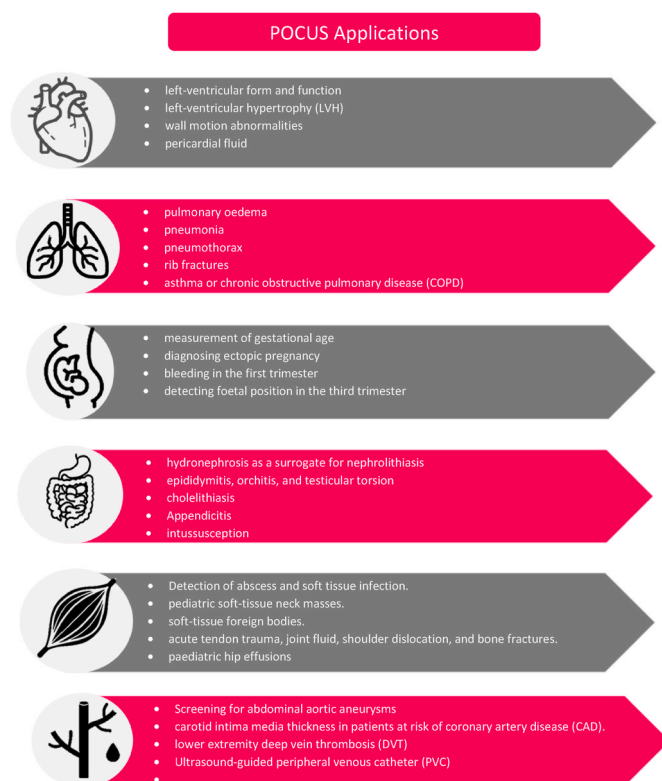 POCUS Applications
• left-ventricular form and function
• left-ventricular hypertrophy (LVH)
• wall motion abnormalities
• pericardial fluid
• pulmonary oedema
• pneumonia
• pneumothorax
• rib fractures
• asthma or chronic obstructive pulmonary disease (COPD)
• measurement of gestational age
• diagnosing ectopic pregnancy
• bleeding in the first trimester
• detecting foetal position in the third trimester
• hydronephrosis as a surrogate for nephrolithiasis
• epididymitis, orchitis, and testicular torsion
• cholelithiasis
• Appendicitis
• intussusception
• Detection of abscess and soft tissue infection.
• pediatric soft-tissue neck masses.
• soft-tissue foreign bodies.
• acute tendon trauma, joint fluid, shoulder dislocation, and bone fractures.
• paediatric hip effusions
• Screening for abdominal aortic aneurysms
• carotid intima media thickness in patients at risk of coronary artery disease (CAD).
• lower extremity deep vein thrombosis (DVT)
• Ultrasound-guided peripheral venous catheter (PVC)
•